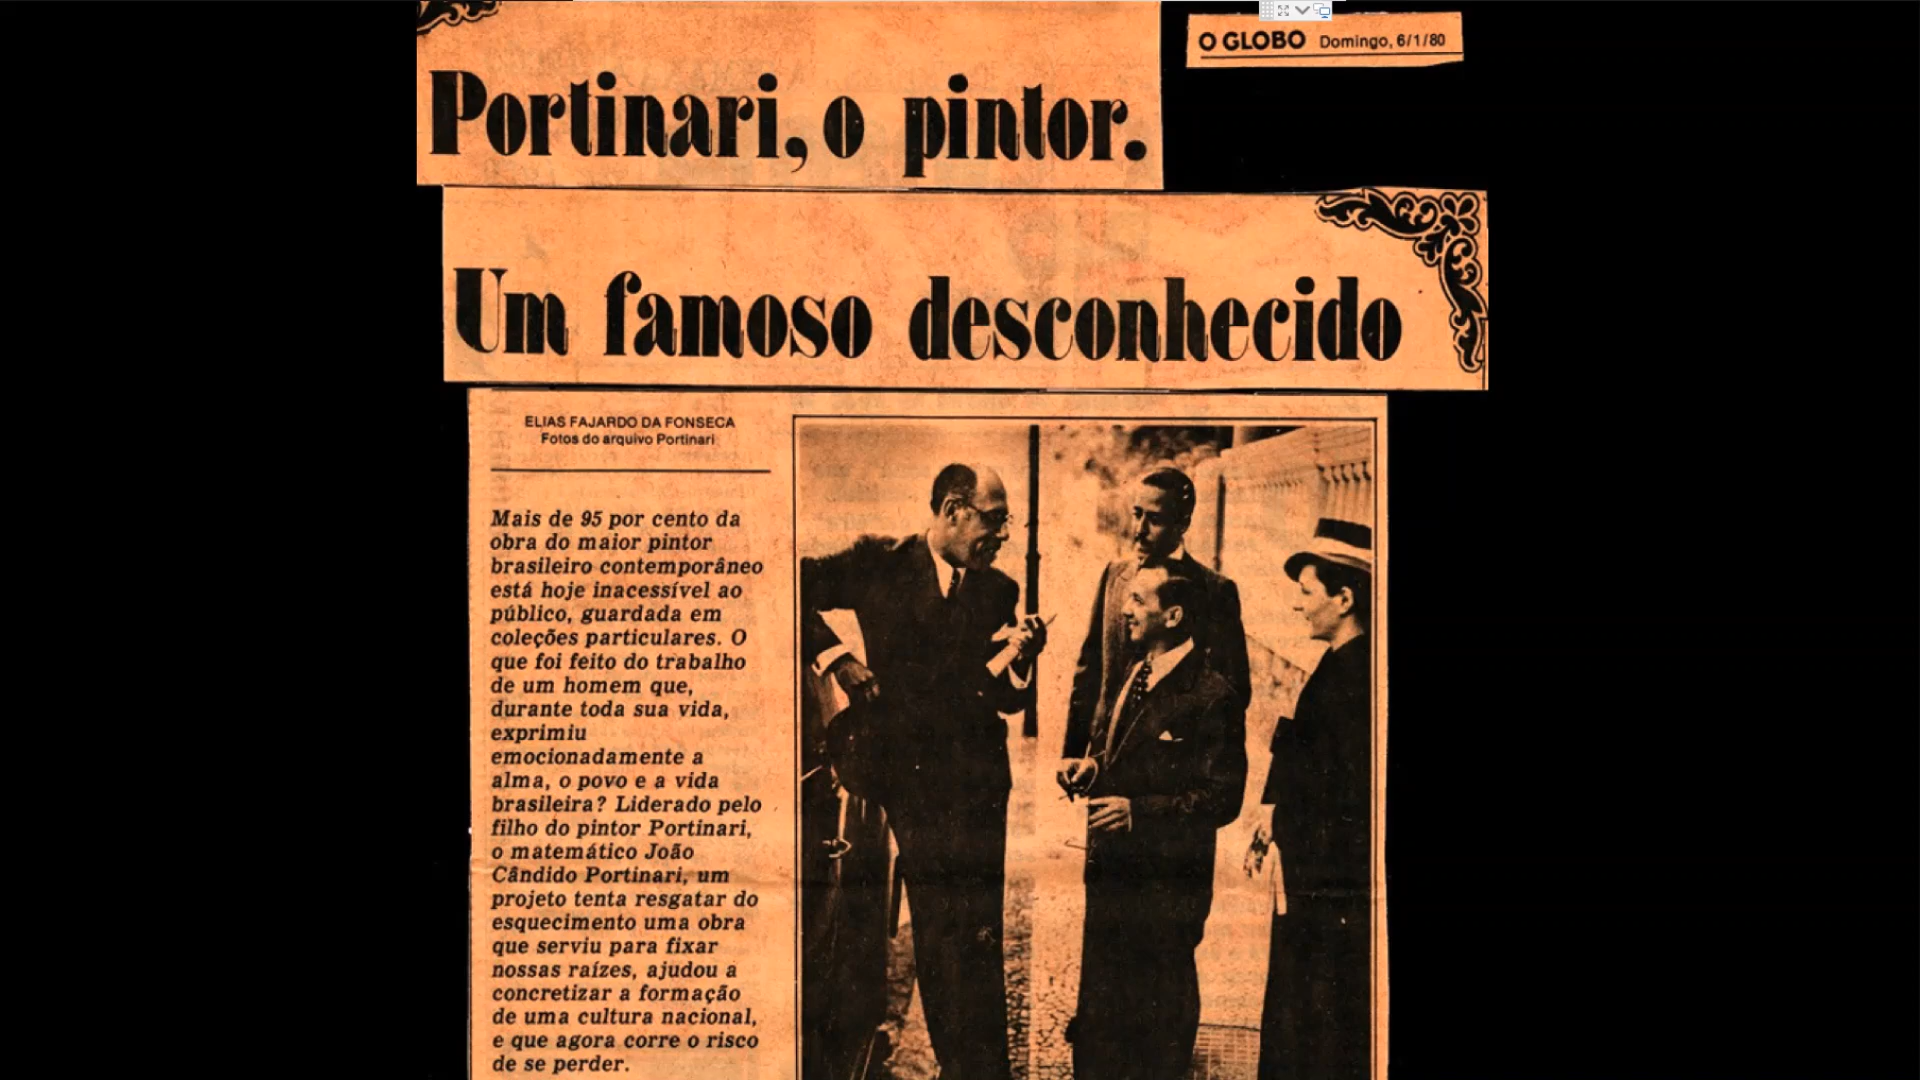 O GLOBO Domingo, 6/1/80
Portinari, o pintor.
Um famoso desconhecido
ELIAS FAJARDO DA FONSECA
Fotos do arquivo Portinari
Mais de 95 por cento da
obra do maior pintor
brasileiro contemporâneo
está hoje inacessível ao
público, guardada em
coleções particulares. O
que foi feito do trabalho
de um homem que,
durante toda sua vida,
exprimiu
emocionadamente a
alma, o povo e a vida
brasileira? Liderado pelo
filho do pintor Portinari,
o matemático João
Cândido Portinari, um
projeto tenta resgatar do
esquecimento uma obra
que serviu para fixar
nossas raízes, ajudou a
concretizar a formação
de uma cultura nacional,
e que agora corre o risco
de se perder.